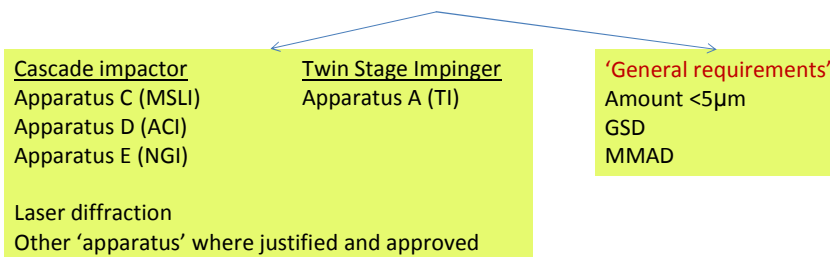 Cascade impactor
Apparatus C (MSLI)
Apparatus D (ACI)
Apparatus E (NGI)
Laser diffraction
Other ‘apparatus’ where justified and approved
Twin Stage Impinger
Apparatus A (TI)
‘General requirements’
Amount <5µm
GSD
MMAD